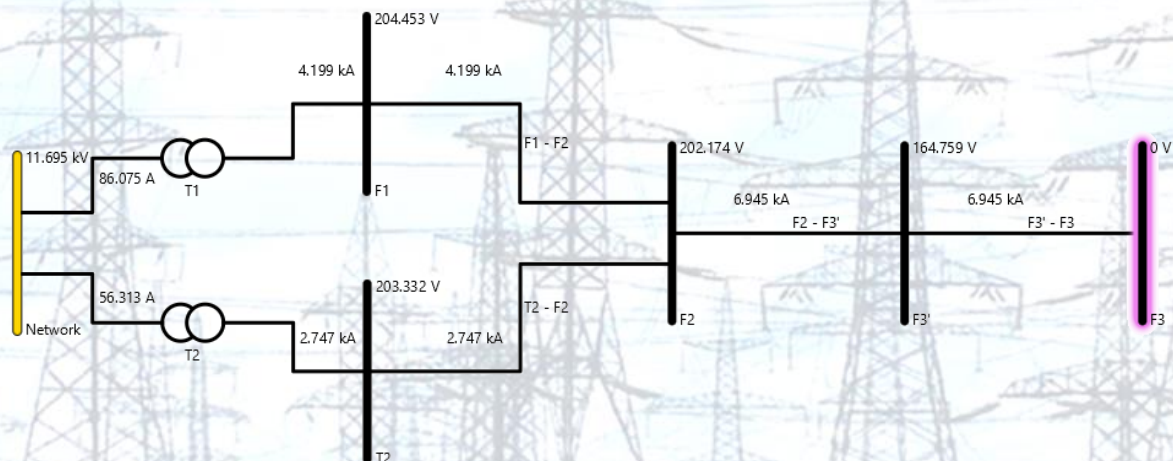 204.453 V
4.199 kA
4.199 kA
F1 - F2
11.695 kV
86.075 A
T1
F1
202.174 V
164.759 V
0 V
6.945 kA
6.945 kA
F2 - F3'
F3' - F3
203.332 V
56.313 A
T2 - F2
Network
T2
2.747 kA
2.747 kA
F2
F3'
F3
T2